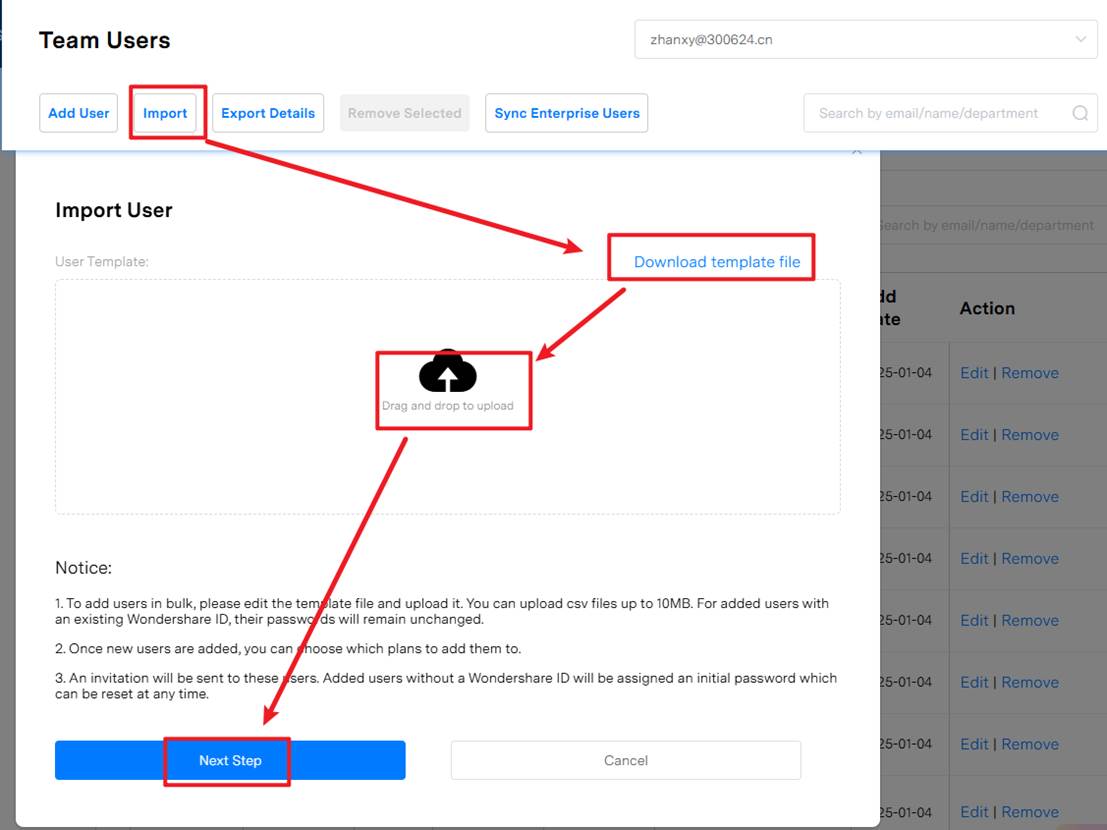 Team Users
zhanxy@300624.cn
Add User
Import
Export Details
Remove Selected
Sync Enterprise Users
Search by email/name/department
Import User
Search by email/name/department
User Template:
Download template file
Action
Drag and drop to upload
25-01-04
Edit | Remove
25-01-04
Edit | Remove
25-01-04
Edit | Remove
25-01-04
Edit | Remove
25-01-04
Edit | Remove
25-01-04
Edit | Remove
25-01-04
Edit | Remove
25-01-04
Edit | Remove
Notice:
1. To add users in bulk, please edit the template file and upload it. You can upload csv files up to 10MB. For added users with
an existing Wondershare ID, their passwords will remain unchanged.
2. Once new users are added, you can choose which plans to add them to.
3. An invitation will be sent to these users. Added users without a Wondershare ID will be assigned an initial password which
can be reset at any time.
Next Step
Cancel